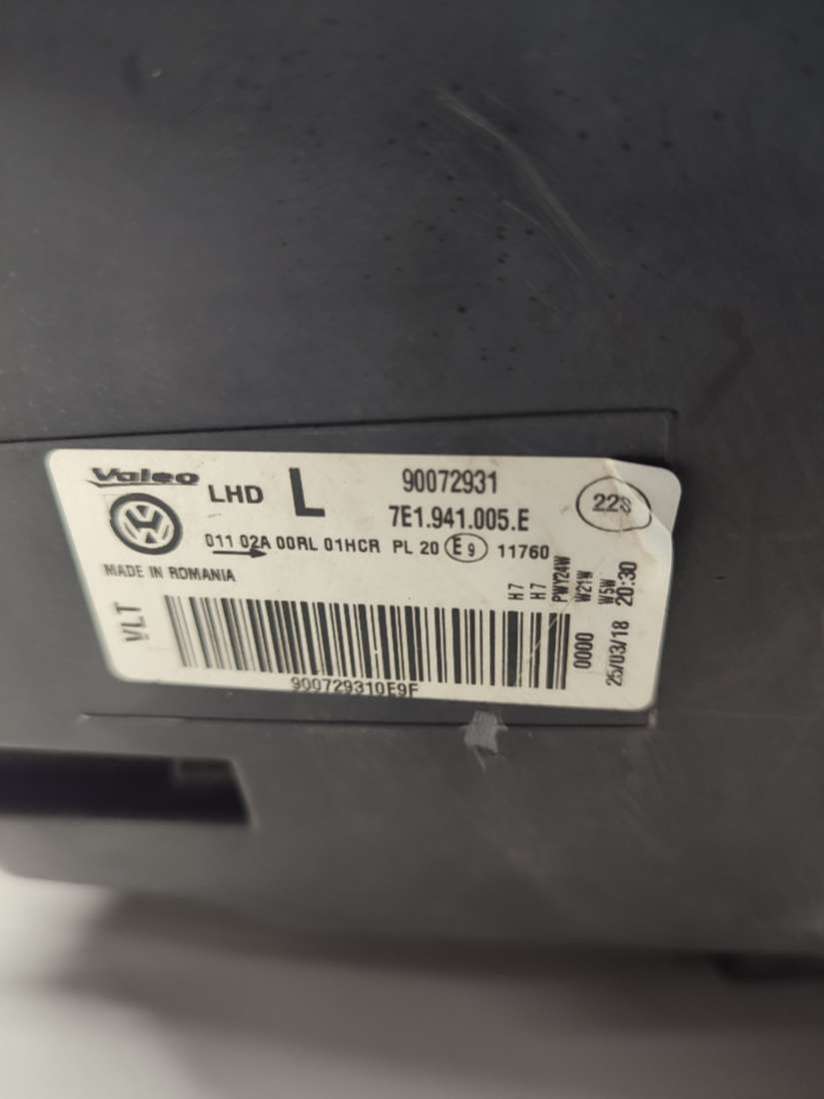 Valeo
LHD L
90072931
7E1.941.005.E
011 02A 00RL 01HCR PL 20 E9 11760
MADE IN ROMANIA
VLT
H7
H7
PWY24W
W21W
W5W
0000
25/03/18 20:30
900729310E9F